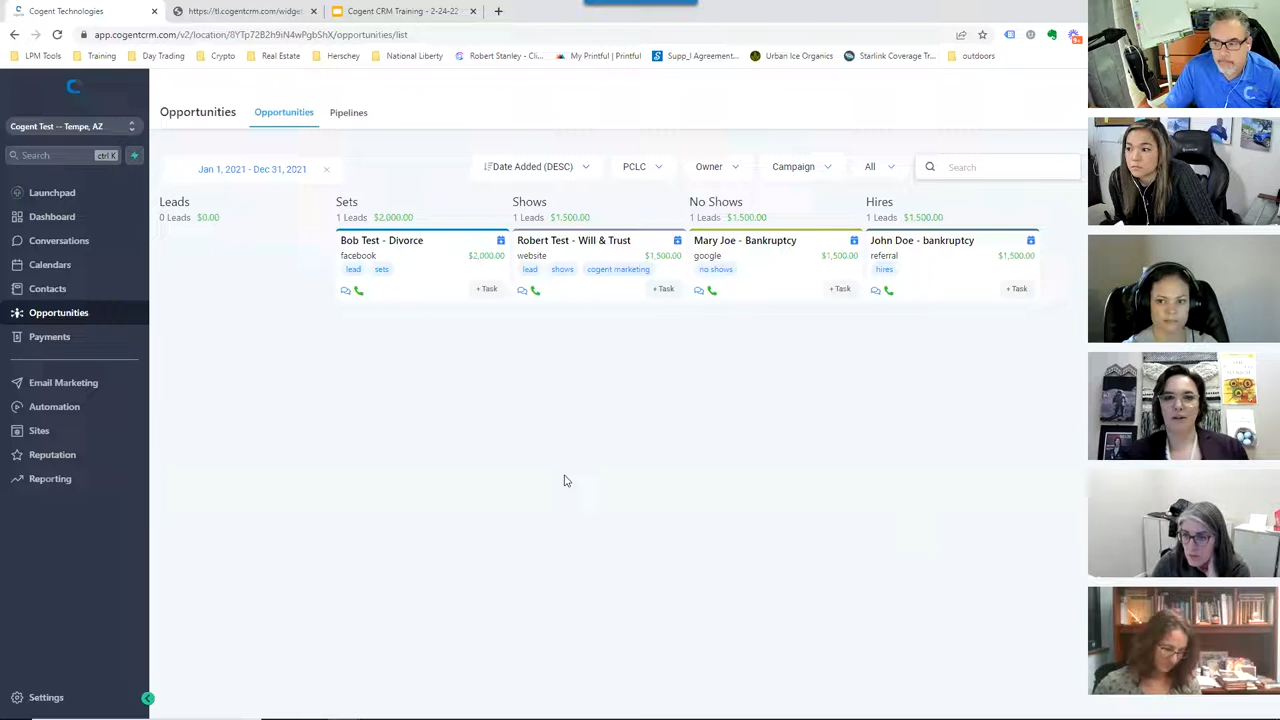 Cogent Technologies
https://tl.cogentcrm.com/widge
Cogent CRM Training - 2-24-22
app.cogentcrm.com/v2/location/8YTp72B2h9iN4wPgbShX/opportunities/list
LPM Tools
Training
Day Trading
Crypto
Real Estate
Herschey
National Liberty
Robert Stanley - Cli...
My Printful | Printful
Supp_l Agreement...
Urban Ice Organics
Starlink Coverage Tr...
outdoors
Cogent Test -- Tempe, AZ
Search
ctrl K
Launchpad
Dashboard
Conversations
Calendars
Contacts
Opportunities
Payments
Email Marketing
Automation
Sites
Reputation
Reporting
Settings
Opportunities
Opportunities
Pipelines
Jan 1, 2021 - Dec 31, 2021
Date Added (DESC)
PCLC
Owner
Campaign
All
Search
Leads
0 Leads $0.00
Sets
1 Leads $2,000.00
Bob Test - Divorce
facebook $2,000.00
lead sets
+ Task
Shows
1 Leads $1,500.00
Robert Test - Will & Trust
website $1,500.00
lead shows cogent marketing
+ Task
No Shows
1 Leads $1,500.00
Mary Joe - Bankruptcy
google $1,500.00
no shows
+ Task
Hires
1 Leads $1,500.00
John Doe - bankruptcy
referral $1,500.00
hires
+ Task